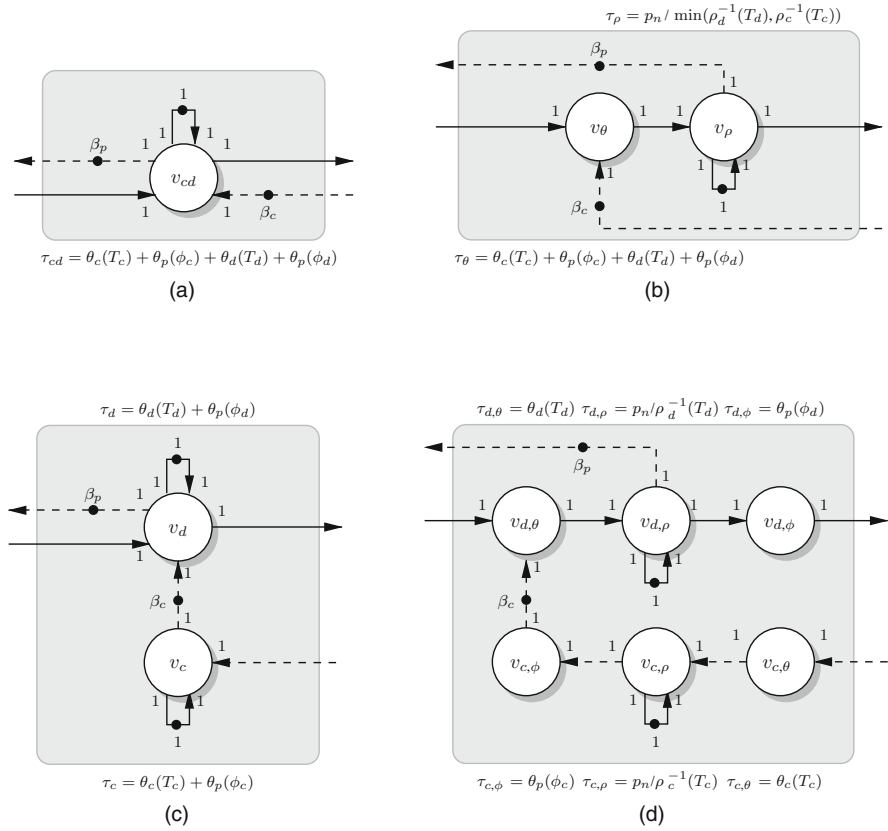 τ_ρ = p_n / min(ρ_d^{-1}(T_d), ρ_c^{-1}(T_c))
β_p
1
1 1 1
v_cd
1 1
β_c
τ_cd = θ_c(T_c) + θ_p(ϕ_c) + θ_d(T_d) + θ_p(ϕ_d)
(a)
β_p
1
1 1 1 1
v_θ v_ρ
1 1 1
β_c
1
τ_θ = θ_c(T_c) + θ_p(ϕ_c) + θ_d(T_d) + θ_p(ϕ_d)
(b)
τ_d = θ_d(T_d) + θ_p(ϕ_d)
1
1 1
β_p 1
1
v_d
1
1
β_c
1
v_c
1
1 1
1
τ_c = θ_c(T_c) + θ_p(ϕ_c)
(c)
τ_{d,θ} = θ_d(T_d) τ_{d,ρ} = p_n/ρ_d^{-1}(T_d) τ_{d,ϕ} = θ_p(ϕ_d)
β_p
1
1 1 1 1 1 1
v_{d,θ} v_{d,ρ} v_{d,ϕ}
1 1 1
1
β_c
1 1 1 1 1 1
v_{c,ϕ} v_{c,ρ} v_{c,θ}
1 1
1
τ_{c,ϕ} = θ_p(ϕ_c) τ_{c,ρ} = p_n/ρ_c^{-1}(T_c) τ_{c,θ} = θ_c(T_c)
(d)